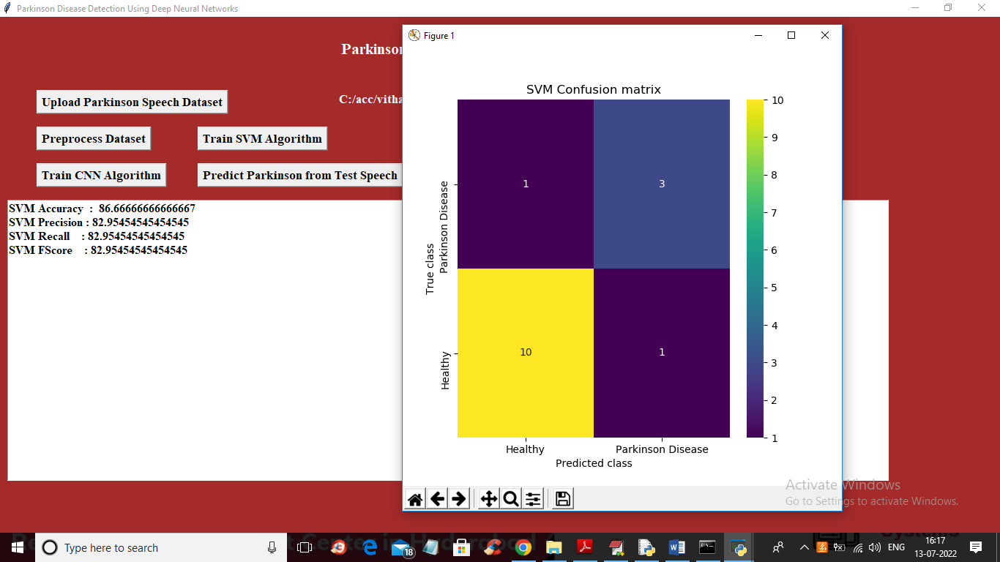 Parkinson Disease Detection Using Deep Neural Networks
Parkinson
Upload Parkinson Speech Dataset
C:/acc/vitha
Preprocess Dataset
Train SVM Algorithm
Train CNN Algorithm
Predict Parkinson from Test Speech
SVM Accuracy : 86.66666666666667
SVM Precision : 82.95454545454545
SVM Recall : 82.95454545454545
SVM FScore : 82.95454545454545
Figure 1
SVM Confusion matrix
True class
Parkinson Disease
Healthy
1
3
10
1
Healthy
Parkinson Disease
Predicted class
10
9
8
7
6
5
4
3
2
1
Activate Windows
Go to Settings to activate Windows.
Type here to search
18
ENG
16:17
13-07-2022